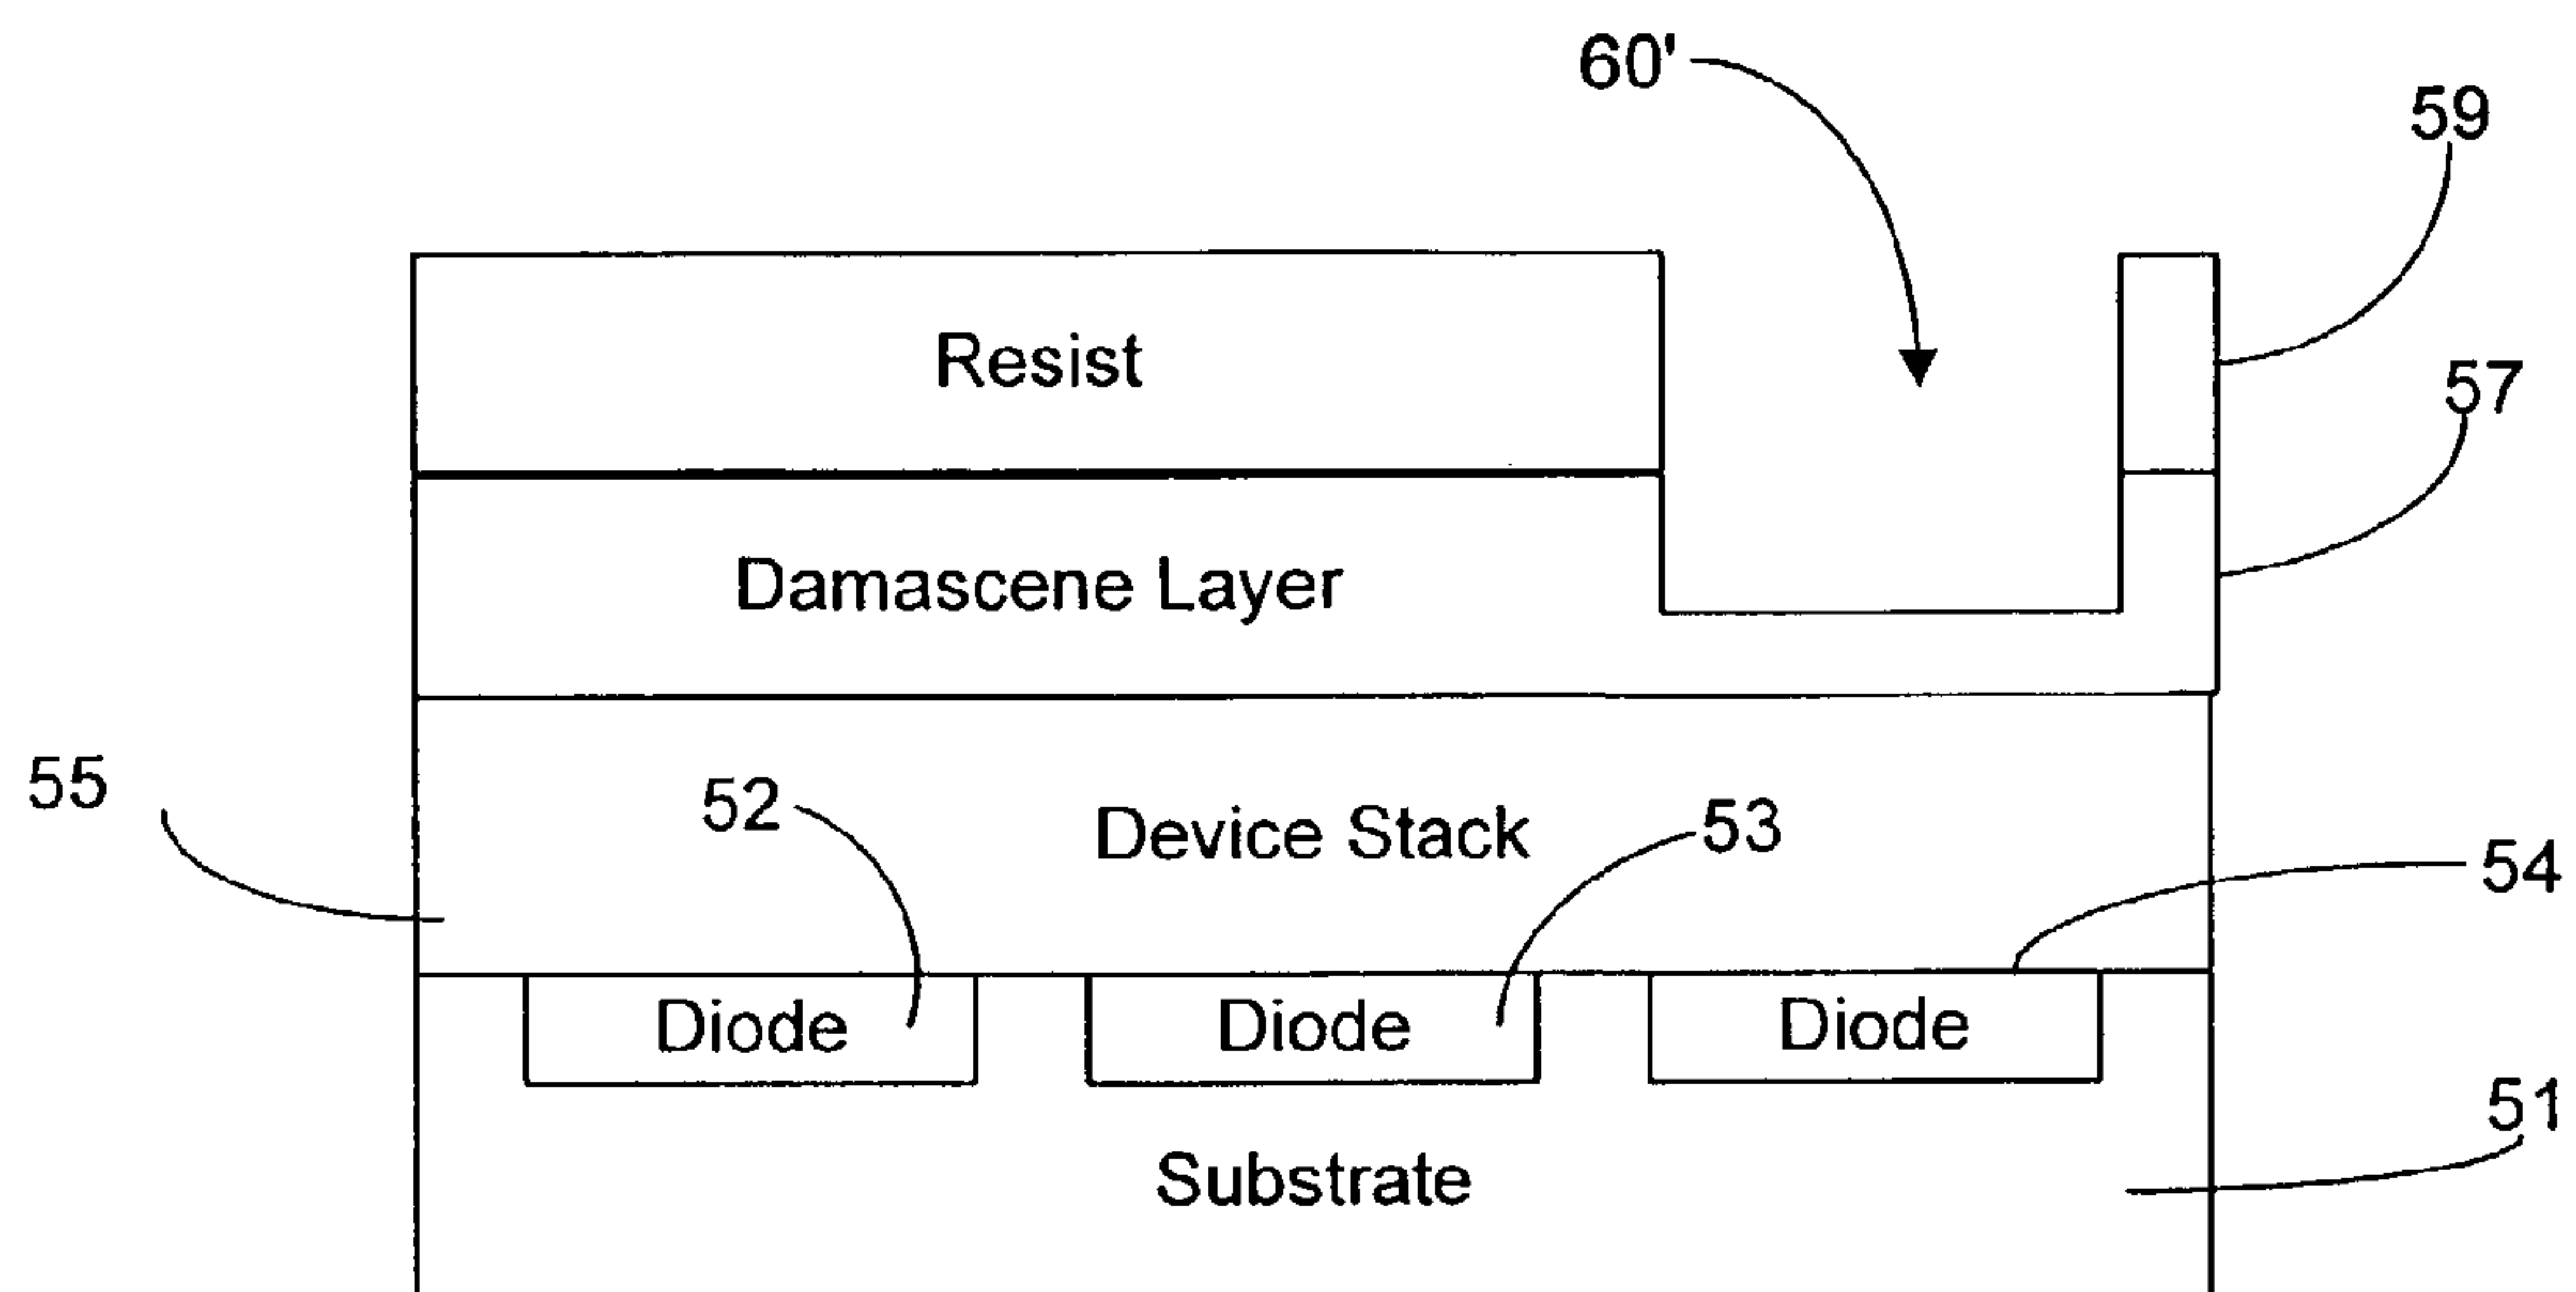 60'
59
Resist
57
Damascene Layer
55
52
Device Stack
53
54
Diode
Diode
Diode
51
Substrate